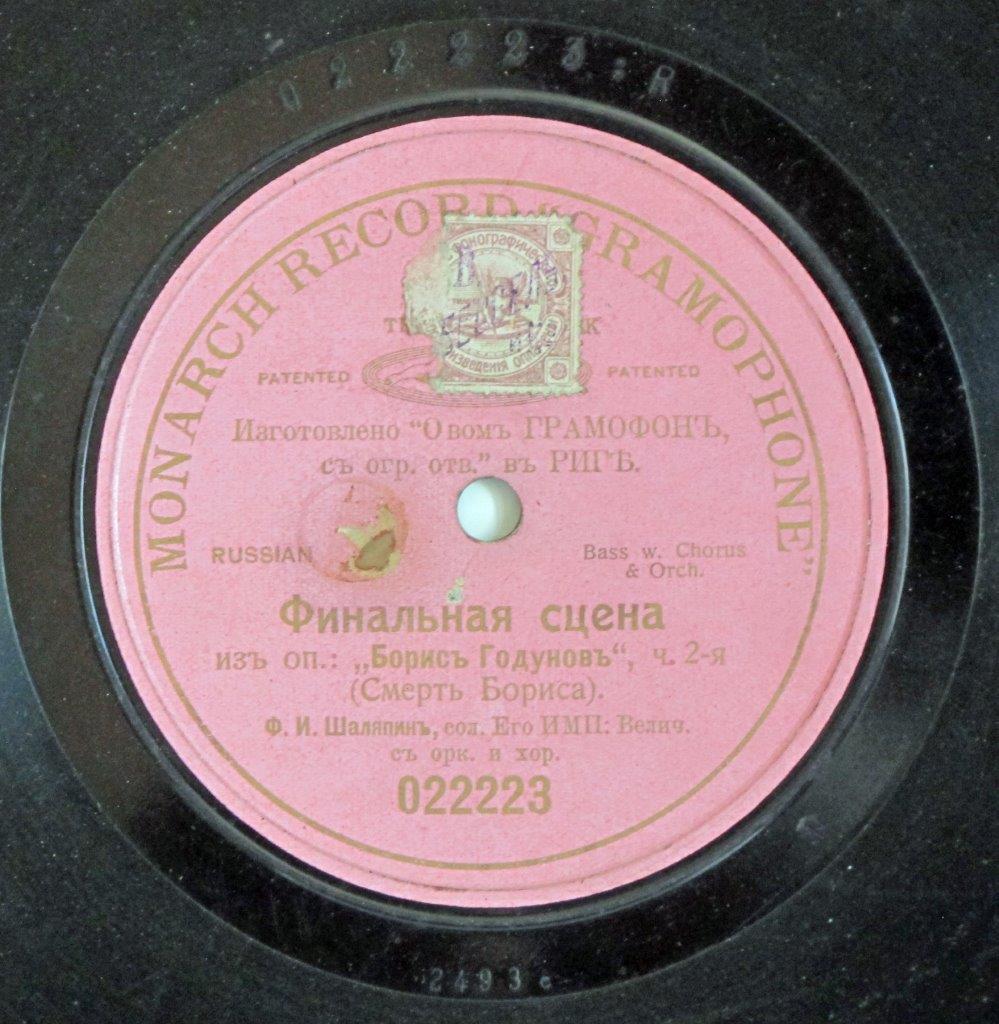 022223:R
MONARCH RECORD "GRAMOPHONE"
PATENTED
PATENTED
Изготовлено "О вомъ ГРАМОФОНЪ,
съ огр. отв." въ РИГѢ.
RUSSIAN
Bass w. Chorus
& Orch.
Финальная сцена
изъ оп.: „Борисъ Годуновъ“, ч. 2-я
(Смерть Бориса).
Ф. И. Шаляпинъ, сол. Его ИМП: Велич.
съ орк. и хор.
022223
2493 c